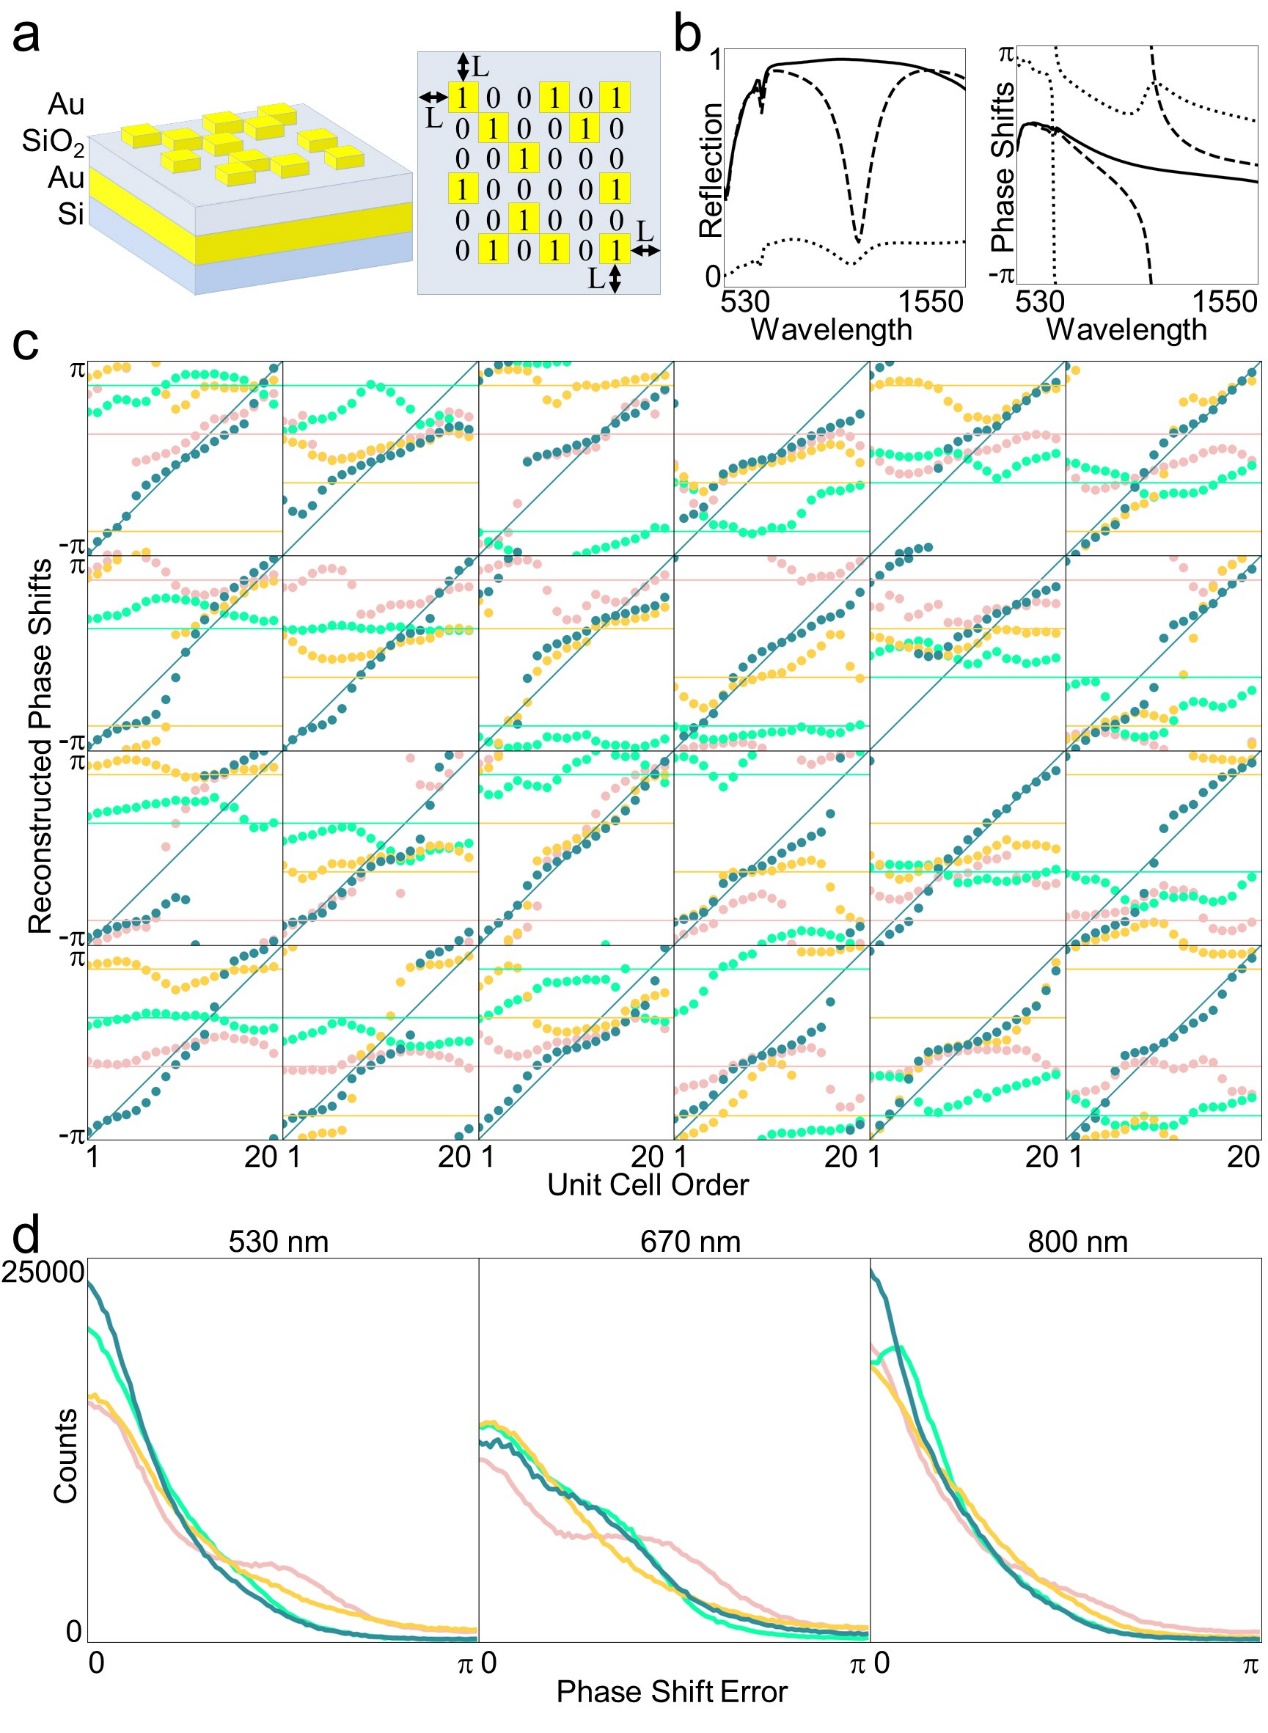 a
Au
SiO2
Au
Si
L
L
1 0 0 1 0 1
0 1 0 0 1 0
0 0 1 0 0 0
1 0 0 0 0 1
0 0 1 0 0 0
0 1 0 1 0 1
L
L
b
1
Reflection
0
530 1550
Wavelength
π
Phase Shifts
-π
530 1550
Wavelength
c
Reconstructed Phase Shifts
π
-π
π
-π
π
-π
π
-π
1 20 1 20 1 20 1 20 1 20 1 20
Unit Cell Order
d
530 nm 670 nm 800 nm
25000
Counts
0
0 π 0 π 0 π
Phase Shift Error